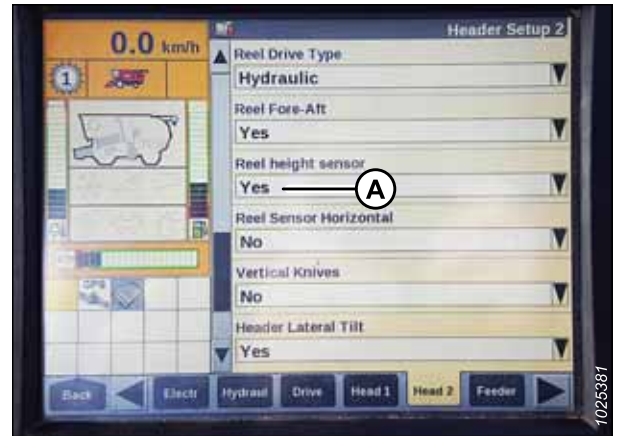 0.0 km/h
Header Setup 2
1
Reel Drive Type
Hydraulic
Reel Fore-Aft
Yes
Reel height sensor
Yes
A
Reel Sensor Horizontal
No
Vertical Knives
No
Header Lateral Tilt
Yes
GPS
Back
Electr
Hydraul
Drive
Head 1
Head 2
Feeder
1025381